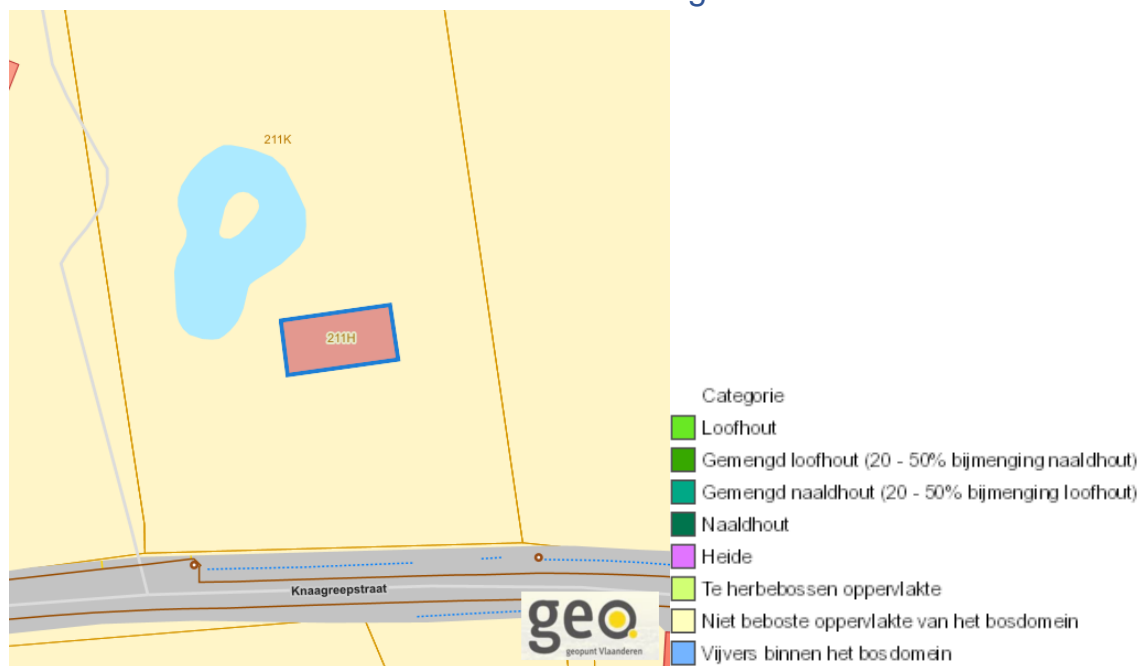 211K
211H
Knaagreepstraat
geo
geopunt Vlaanderen
Categorie
Loofhout
Gemengd loofhout (20 - 50% bijmenging naaldhout)
Gemengd naaldhout (20 - 50% bijmenging loofhout)
Naaldhout
Heide
Te herbebossen oppervlakte
Niet beboste oppervlakte van het bosdomein
Vijvers binnen het bosdomein